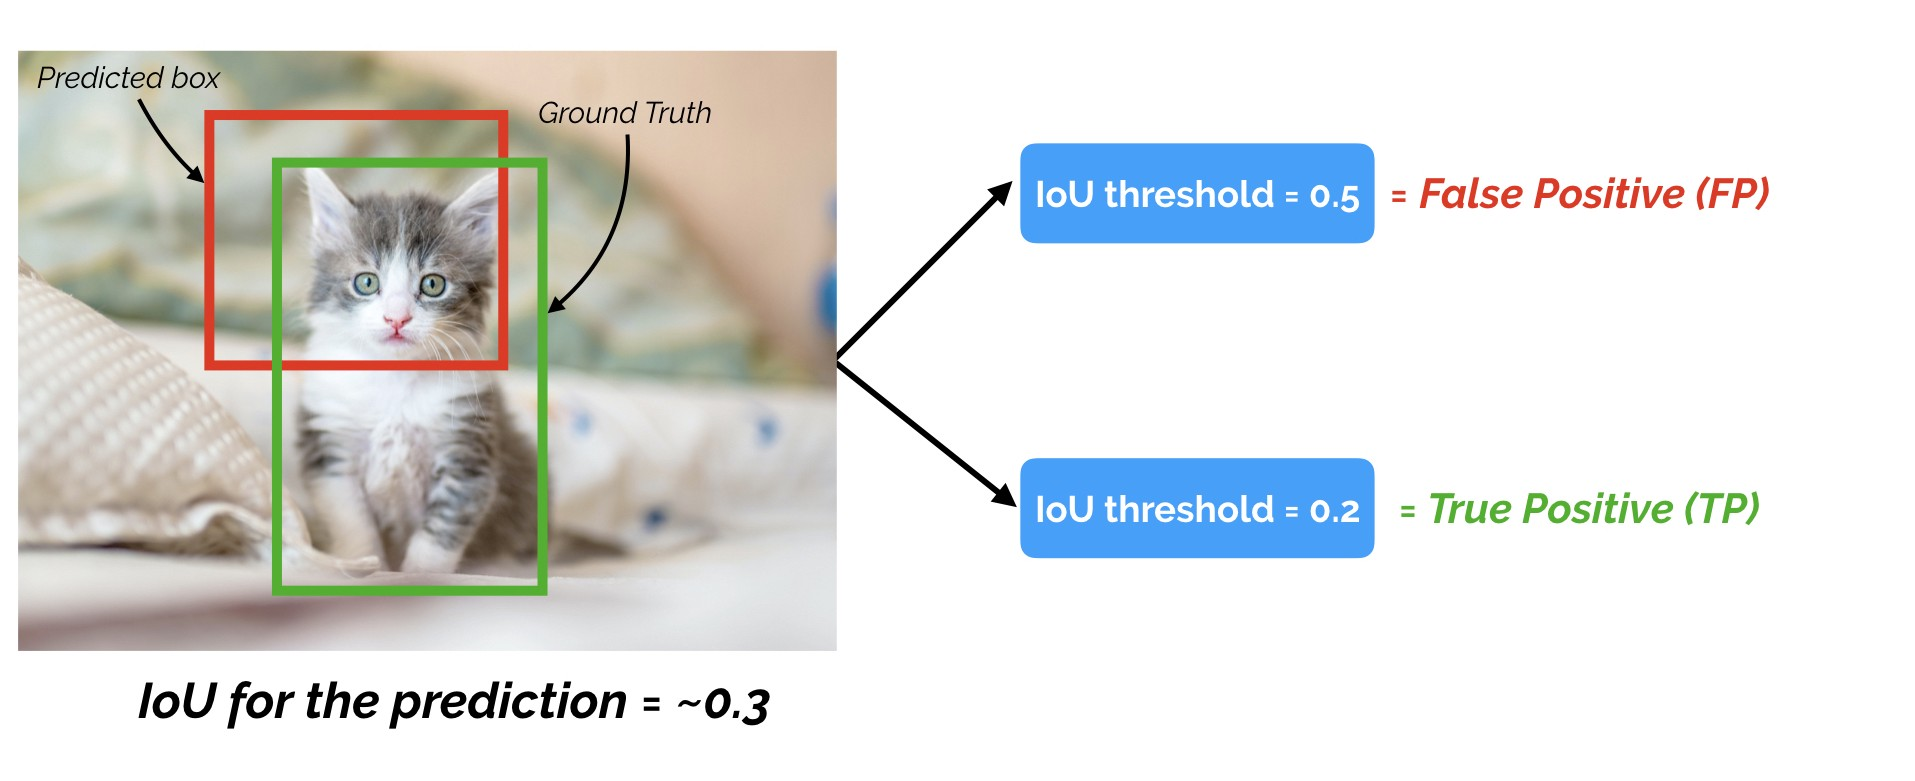 Predicted box
Ground Truth
IoU threshold = 0.5
= False Positive (FP)
IoU threshold = 0.2
= True Positive (TP)
IoU for the prediction = ~0.3